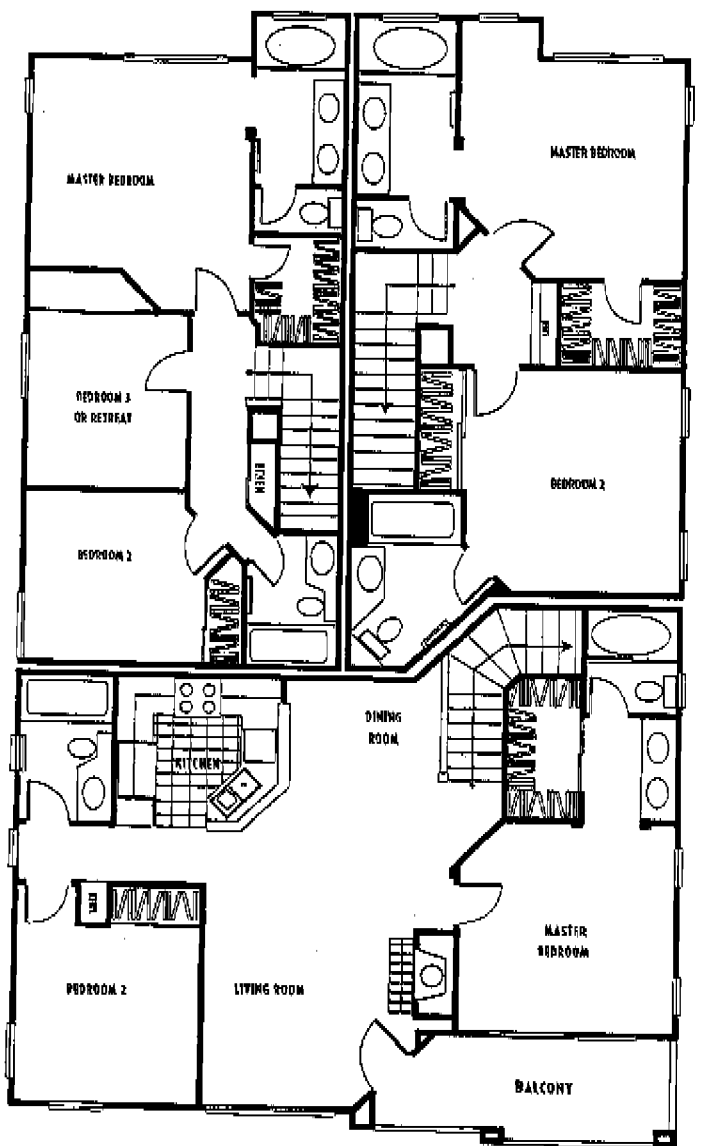 MASTER BEDROOM
MASTER BEDROOM
BEDROOM 3
OR RETREAT
LINEN
BEDROOM 2
BEDROOM 2
DINING
ROOM
KITCHEN
MASTER
BEDROOM
BEDROOM 2
LIVING ROOM
BALCONY